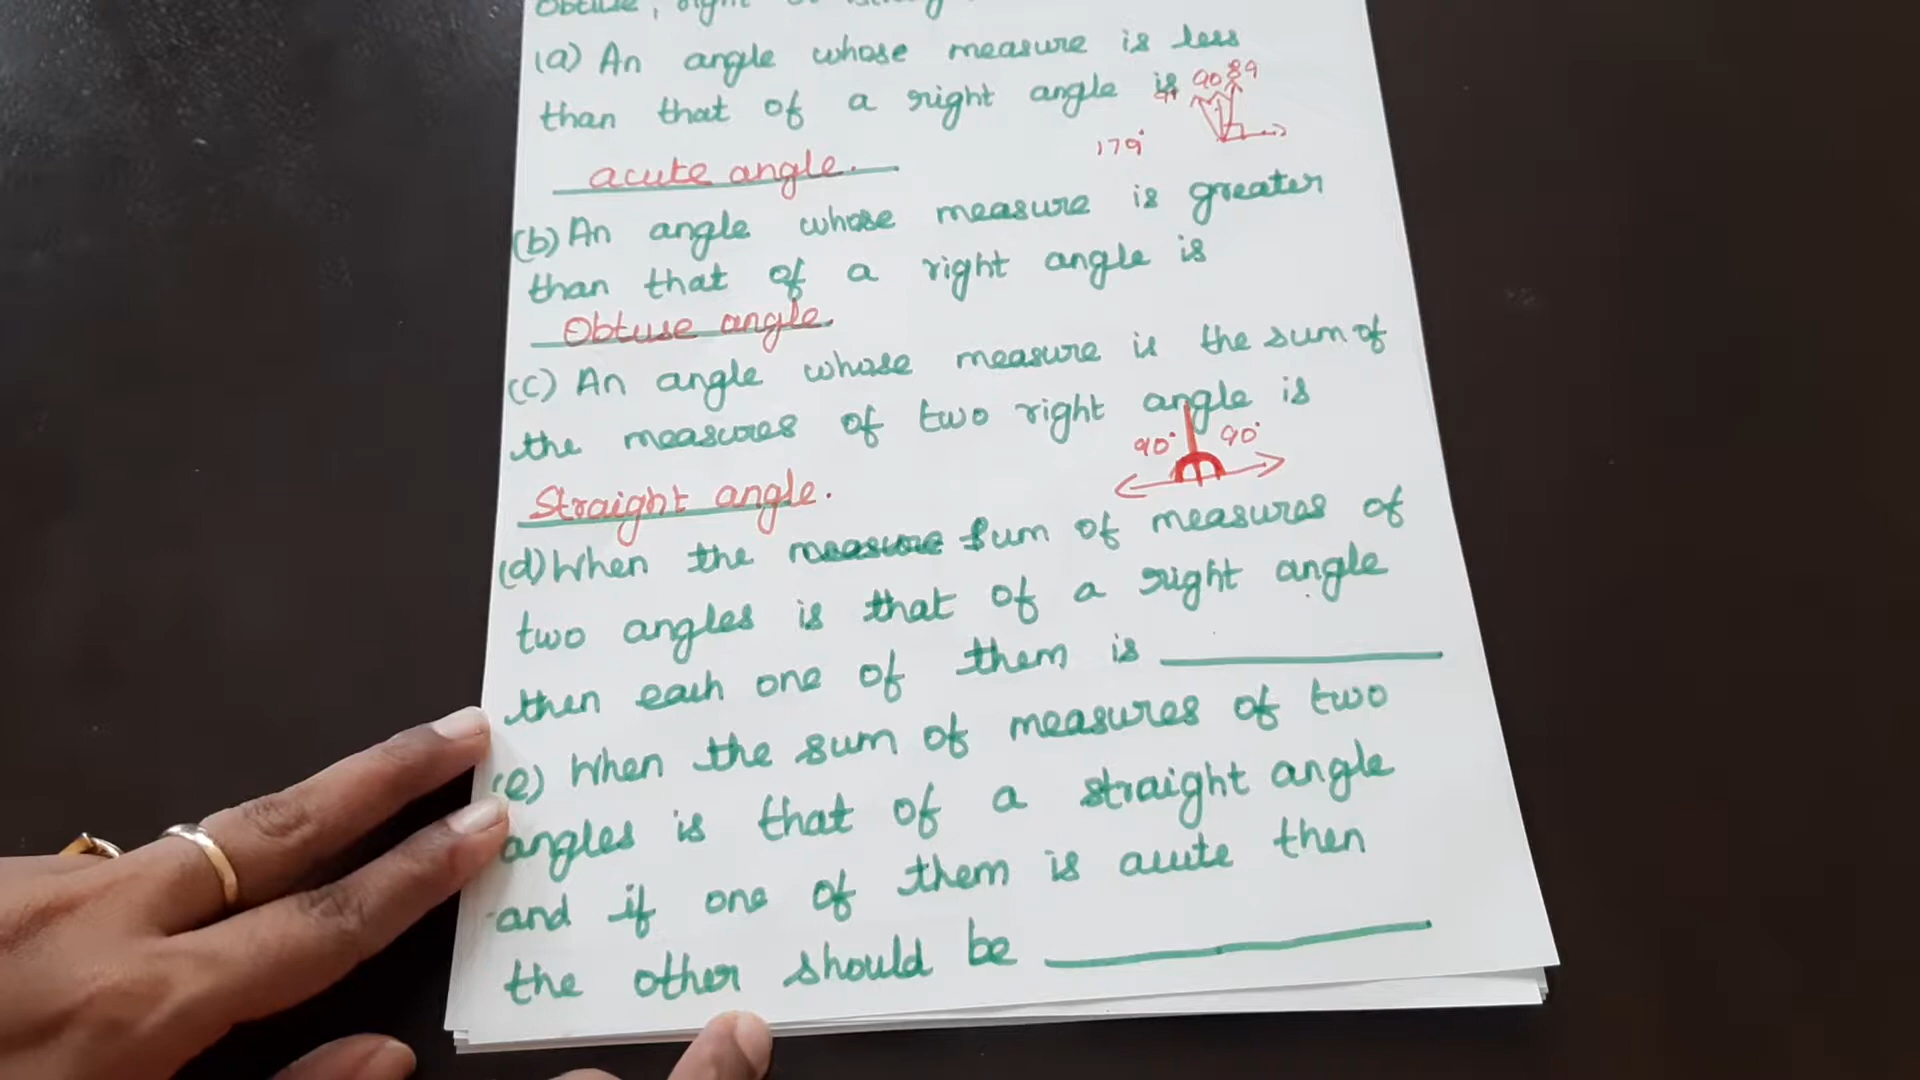 (a) An angle whose measure is less
than that of a right angle is
90 89
179°
acute angle.
(b) An angle whose measure is greater
than that of a right angle is
Obtuse angle.
(c) An angle whose measure is the sum of
the measures of two right angle is
90° 90°
Straight angle.
(d) When the measure Sum of measures of
two angles is that of a right angle
then each one of them is
(e) When the sum of measures of two
angles is that of a straight angle
and if one of them is acute then
the other should be